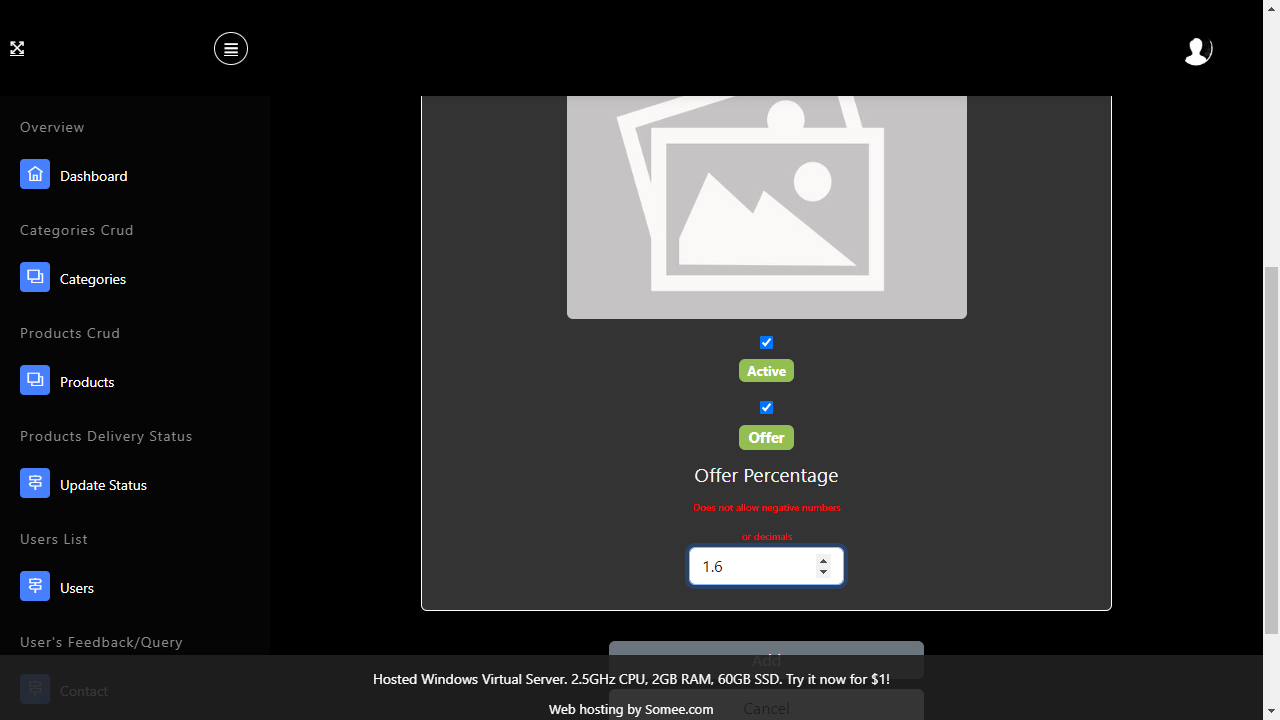 Overview
Dashboard
Categories Crud
Categories
Products Crud
Products
Products Delivery Status
Update Status
Users List
Users
User's Feedback/Query
Contact
Active
Offer
Offer Percentage
Does not allow negative numbers
or decimals
1.6
Add
Hosted Windows Virtual Server. 2.5GHz CPU, 2GB RAM, 60GB SSD. Try it now for $1!
Cancel
Web hosting by Somee.com